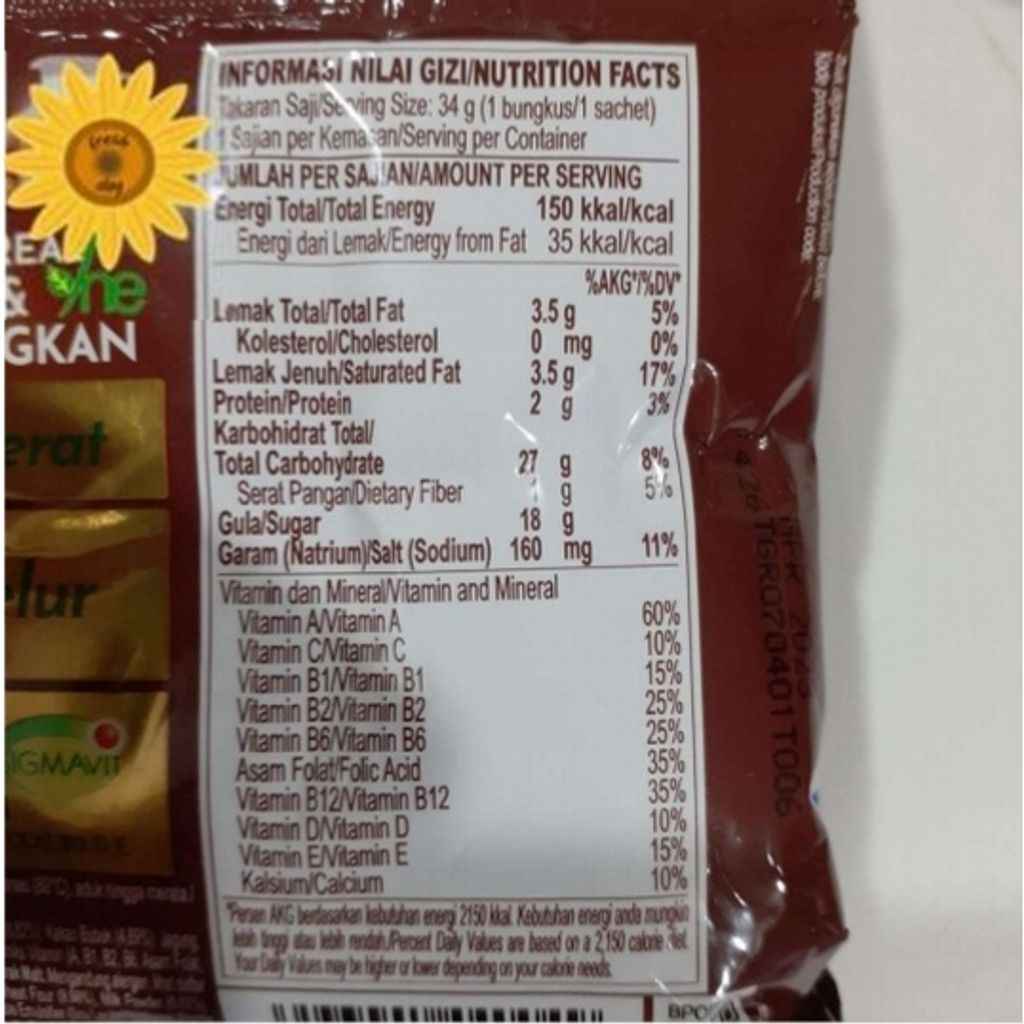 INFORMASI NILAI GIZI/NUTRITION FACTS
Takaran Saji/Serving Size: 34 g (1 bungkus/1 sachet)
1 Sajian per Kemasan/Serving per Container
JUMLAH PER SAJIAN/AMOUNT PER SERVING
Energi Total/Total Energy 150 kkal/kcal
Energi dari Lemak/Energy from Fat 35 kkal/kcal
%AKG*/%DV*
Lemak Total/Total Fat 3.5 g 5%
Kolesterol/Cholesterol 0 mg 0%
Lemak Jenuh/Saturated Fat 3.5 g 17%
Protein/Protein 2 g 3%
Karbohidrat Total/
Total Carbohydrate 27 g 8%
Serat Pangan/Dietary Fiber 1 g 5%
Gula/Sugar 18 g
Garam (Natrium)/Salt (Sodium) 160 mg 11%
Vitamin dan Mineral/Vitamin and Mineral
Vitamin A/Vitamin A 60%
Vitamin C/Vitamin C 10%
Vitamin B1/Vitamin B1 15%
Vitamin B2/Vitamin B2 25%
Vitamin B6/Vitamin B6 25%
Asam Folat/Folic Acid 35%
Vitamin B12/Vitamin B12 35%
Vitamin D/Vitamin D 10%
Vitamin E/Vitamin E 15%
Kalsium/Calcium 10%
*Persen AKG berdasarkan kebutuhan energi 2150 kkal. Kebutuhan energi anda mungkin
lebih tinggi atau lebih rendah./Percent Daily Values are based on a 2,150 calorie diet.
Your Daily Values may be higher or lower depending on your calorie needs.
fresh
day
REA
& the
GKAN
erat
elur
SIGMAVIT
TGRO70401T006
BPO